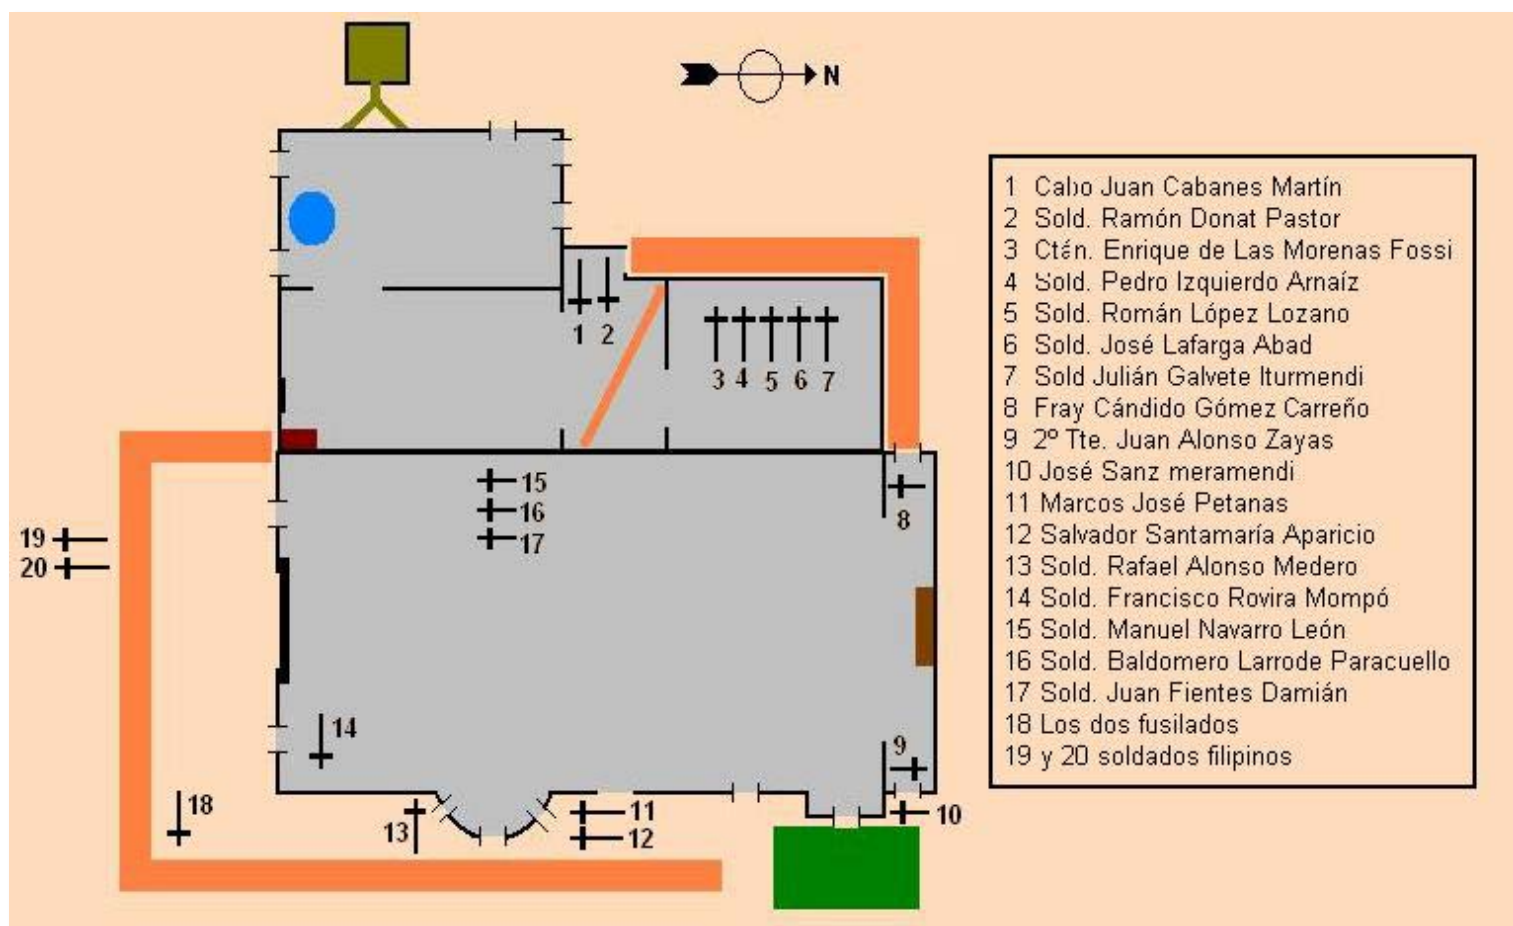 N
1 Cabo Juan Cabanes Martín
2 Sold. Ramón Donat Pastor
3 Ctán. Enrique de Las Morenas Fossi
4 Sold. Pedro Izquierdo Arnaíz
5 Sold. Román López Lozano
6 Sold. José Lafarga Abad
7 Sold Julián Galvete Iturmendi
8 Fray Cándido Gómez Carreño
9 2º Tte. Juan Alonso Zayas
10 José Sanz meramendi
11 Marcos José Petanas
12 Salvador Santamaría Aparicio
13 Sold. Rafael Alonso Medero
14 Sold. Francisco Rovira Mompó
15 Sold. Manuel Navarro León
16 Sold. Baldomero Larrode Paracuello
17 Sold. Juan Fientes Damián
18 Los dos fusilados
19 y 20 soldados filipinos
1 2
3 4 5 6 7
15
16
8
17
19
20
14
9
18
11
10
13
12